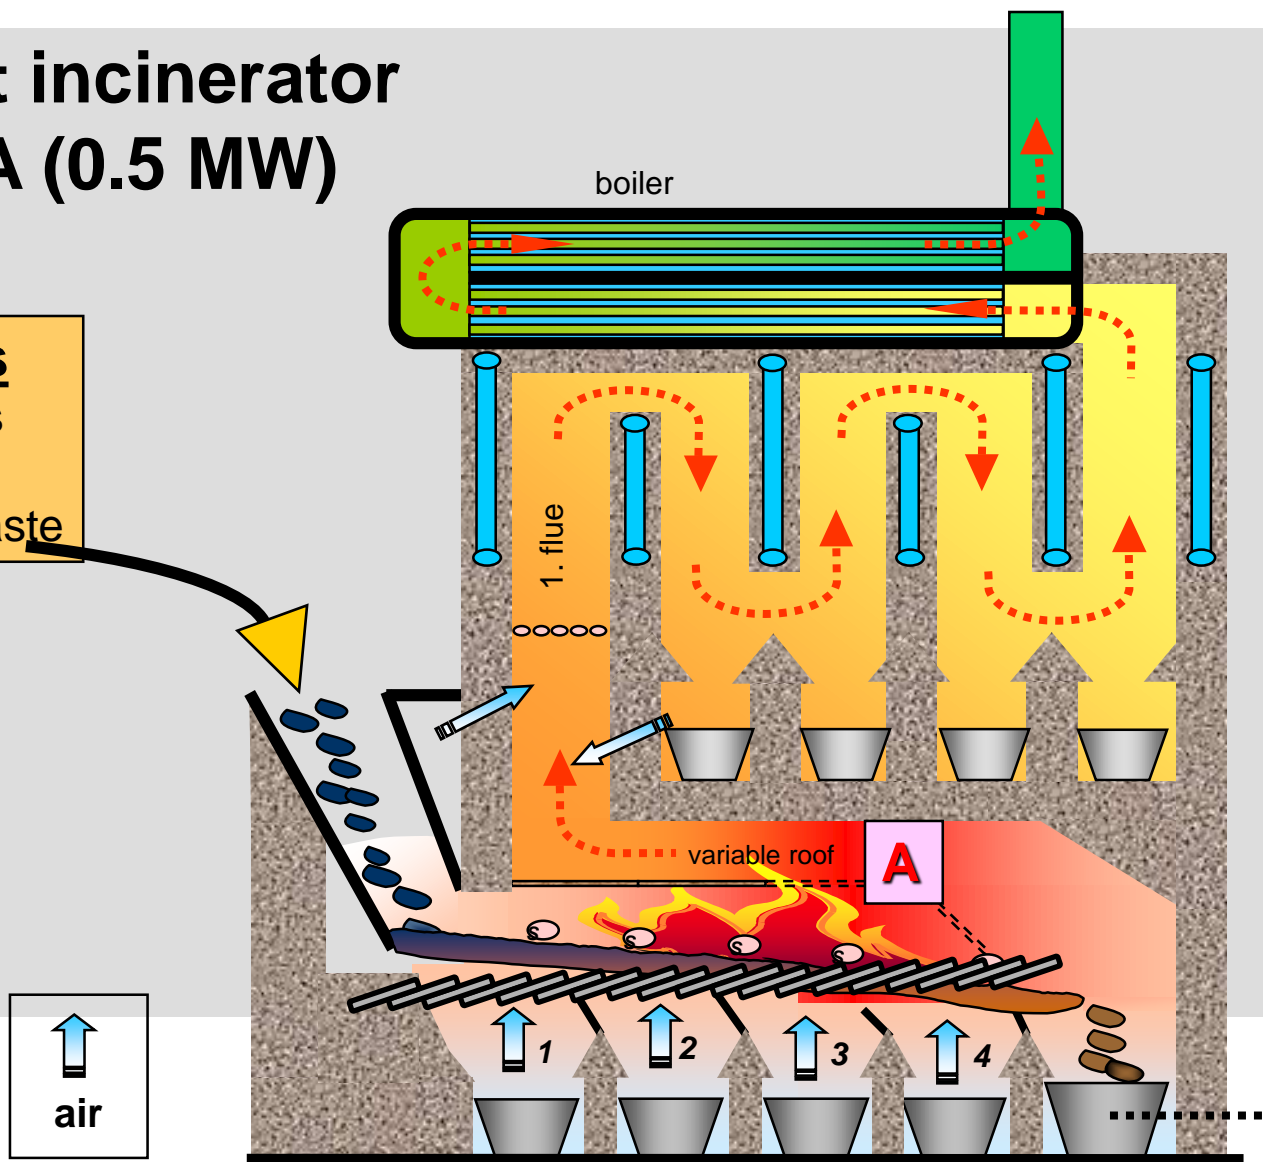 incinerator
(0.5 MW)
boiler
1. flue
variable roof
A
S
S
S
S
1
2
3
4
air